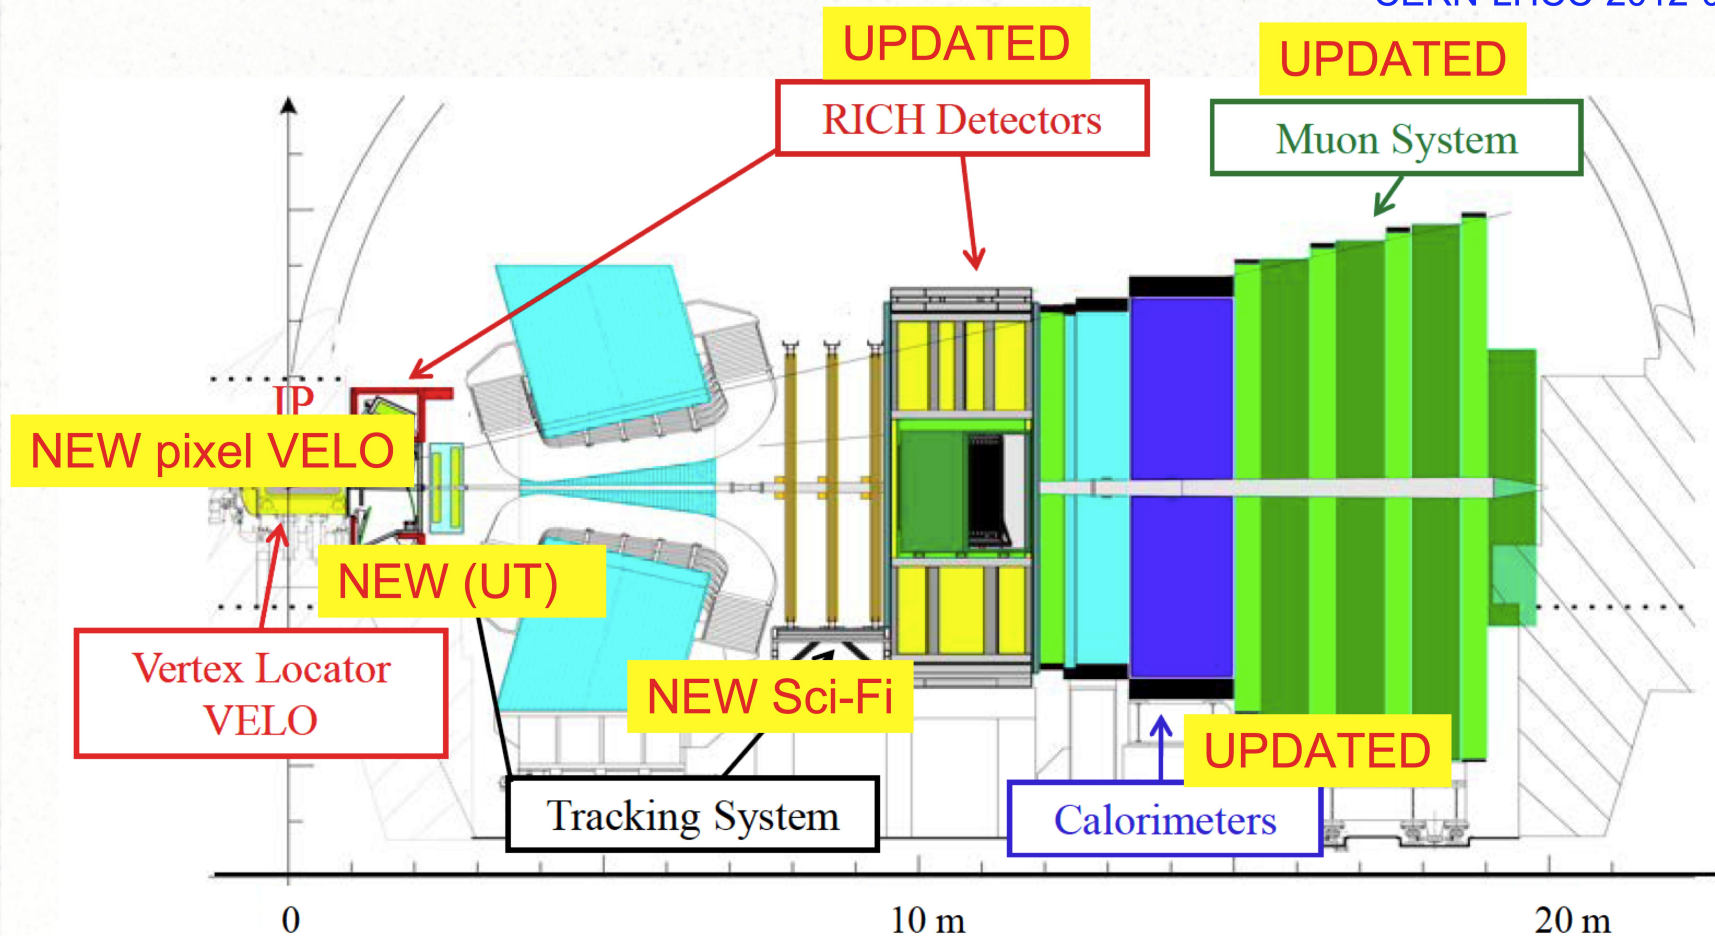 UPDATED
UPDATED
RICH Detectors
Muon System
IP
NEW pixel VELO
NEW (UT)
Vertex Locator
VELO
NEW Sci-Fi
UPDATED
Tracking System
Calorimeters
0
10 m
20 m